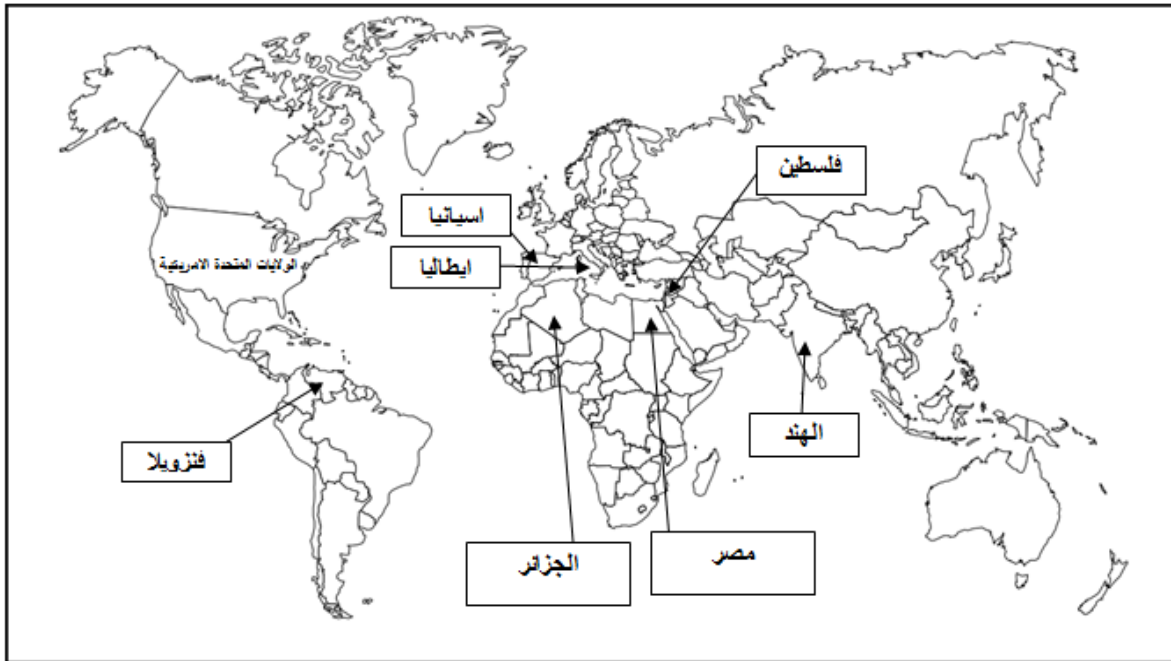 فلسطين
اسبانيا
ايطاليا
الولايات المتحدة الامريكية
الهند
فنزويلا
مصر
الجزائر